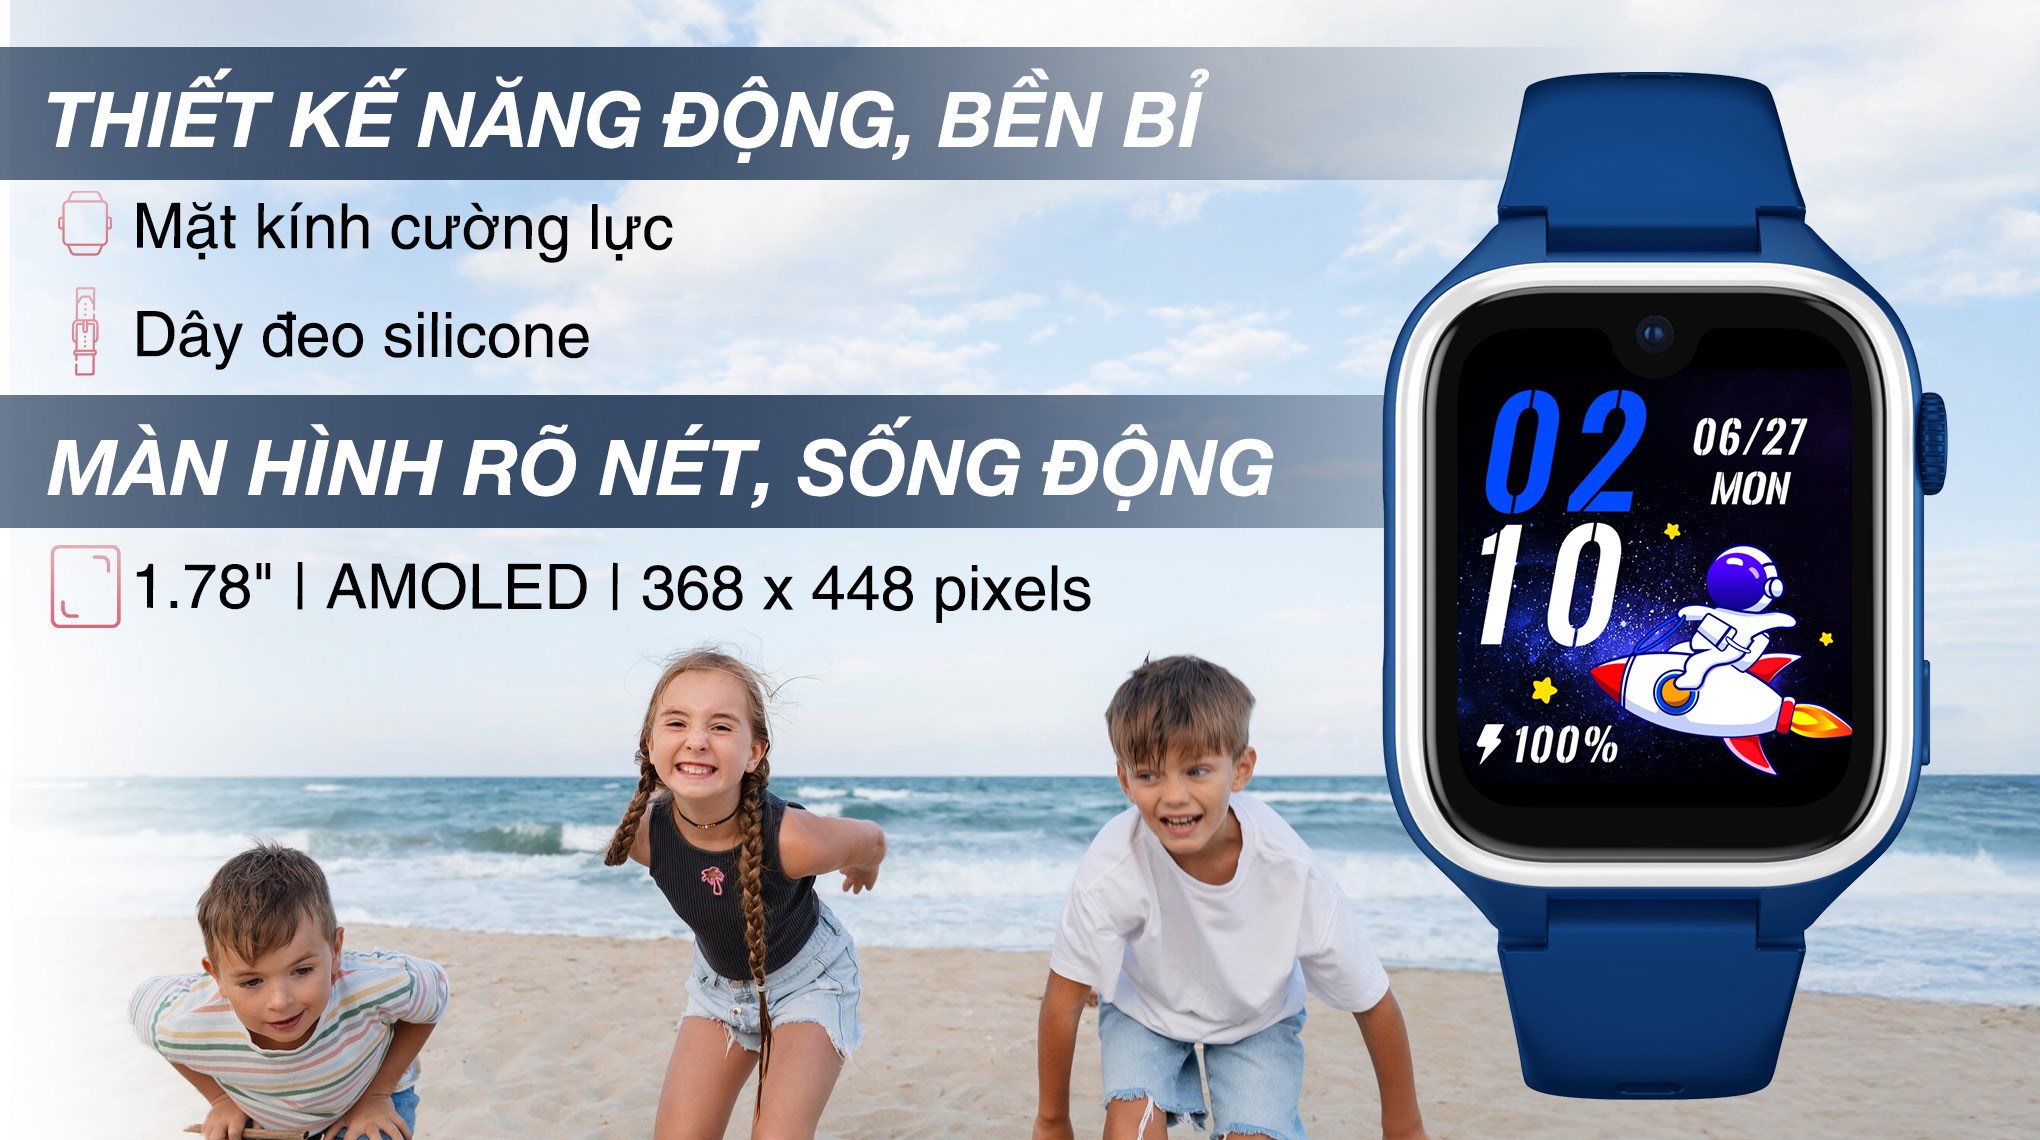 THIẾT KẾ NĂNG ĐỘNG, BỀN BỈ
Mặt kính cường lực
Dây đeo silicone
MÀN HÌNH RÕ NÉT, SỐNG ĐỘNG
1.78" | AMOLED | 368 x 448 pixels
02
06/27
MON
10
100%